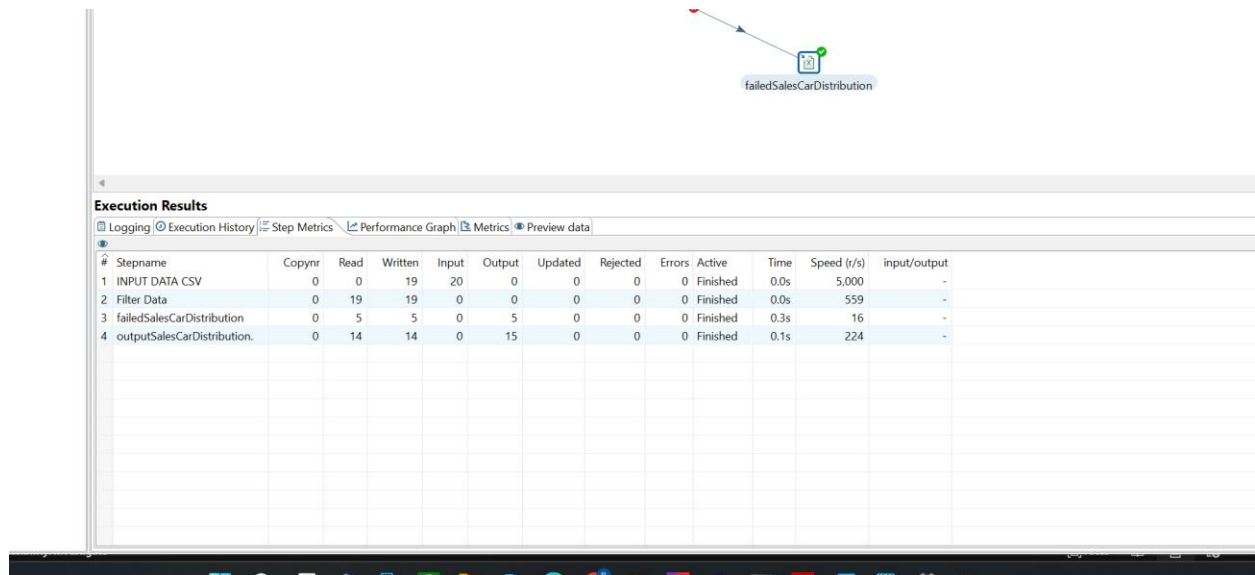 failedSalesCarDistribution
Execution Results
Logging Execution History Step Metrics Performance Graph Metrics Preview data
# Stepname Copynr Read Written Input Output Updated Rejected Errors Active Time Speed (r/s) input/output
1 INPUT DATA CSV 0 0 19 20 0 0 0 0 Finished 0.0s 5,000 -
2 Filter Data 0 19 19 0 0 0 0 0 Finished 0.0s 559 -
3 failedSalesCarDistribution 0 5 5 0 5 0 0 0 Finished 0.3s 16 -
4 outputSalesCarDistribution. 0 14 14 0 15 0 0 0 Finished 0.1s 224 -